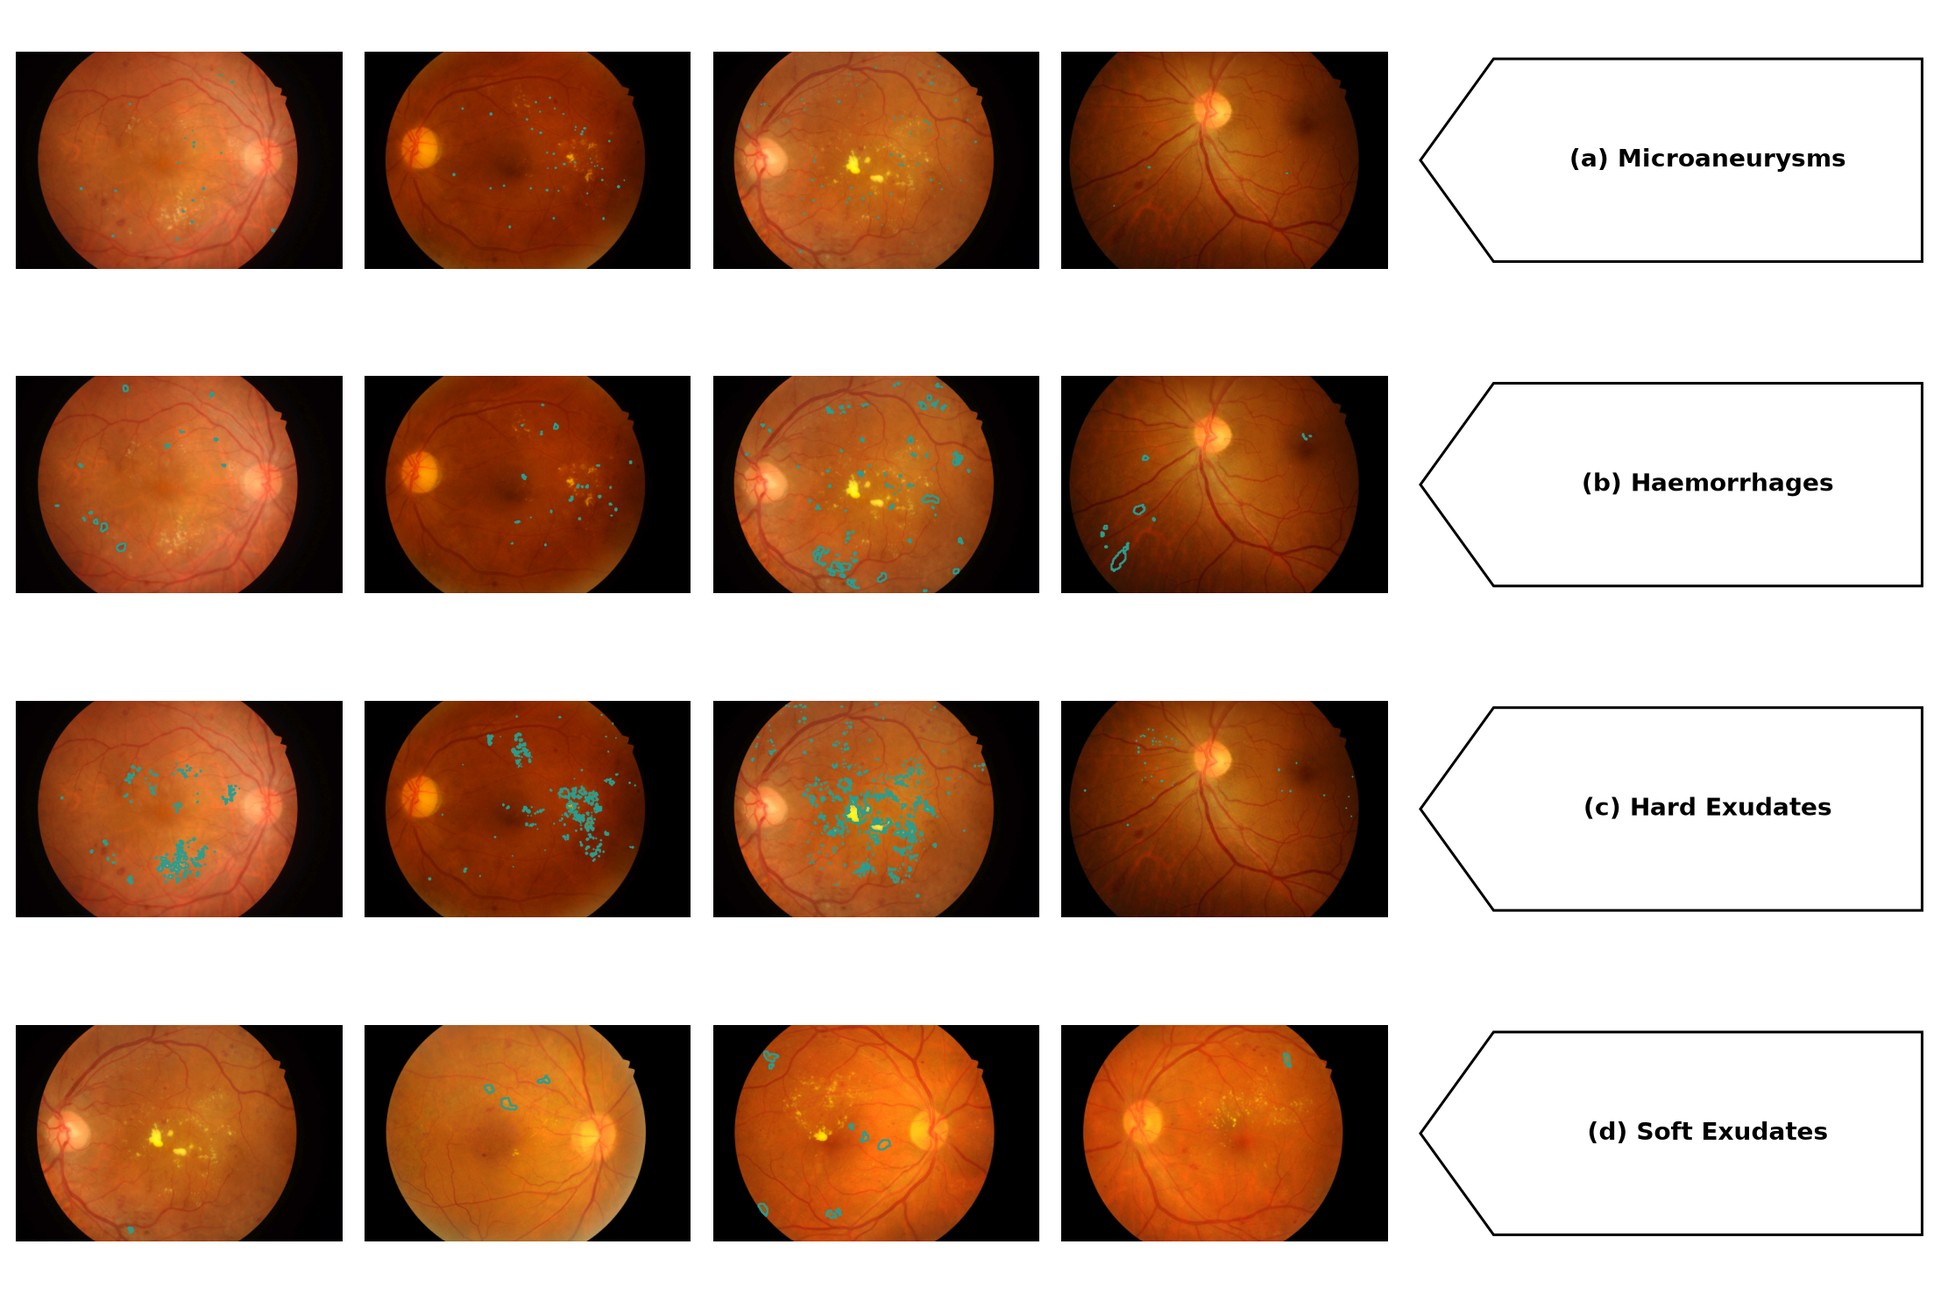 (a) Microaneurysms
(b) Haemorrhages
(c) Hard Exudates
(d) Soft Exudates